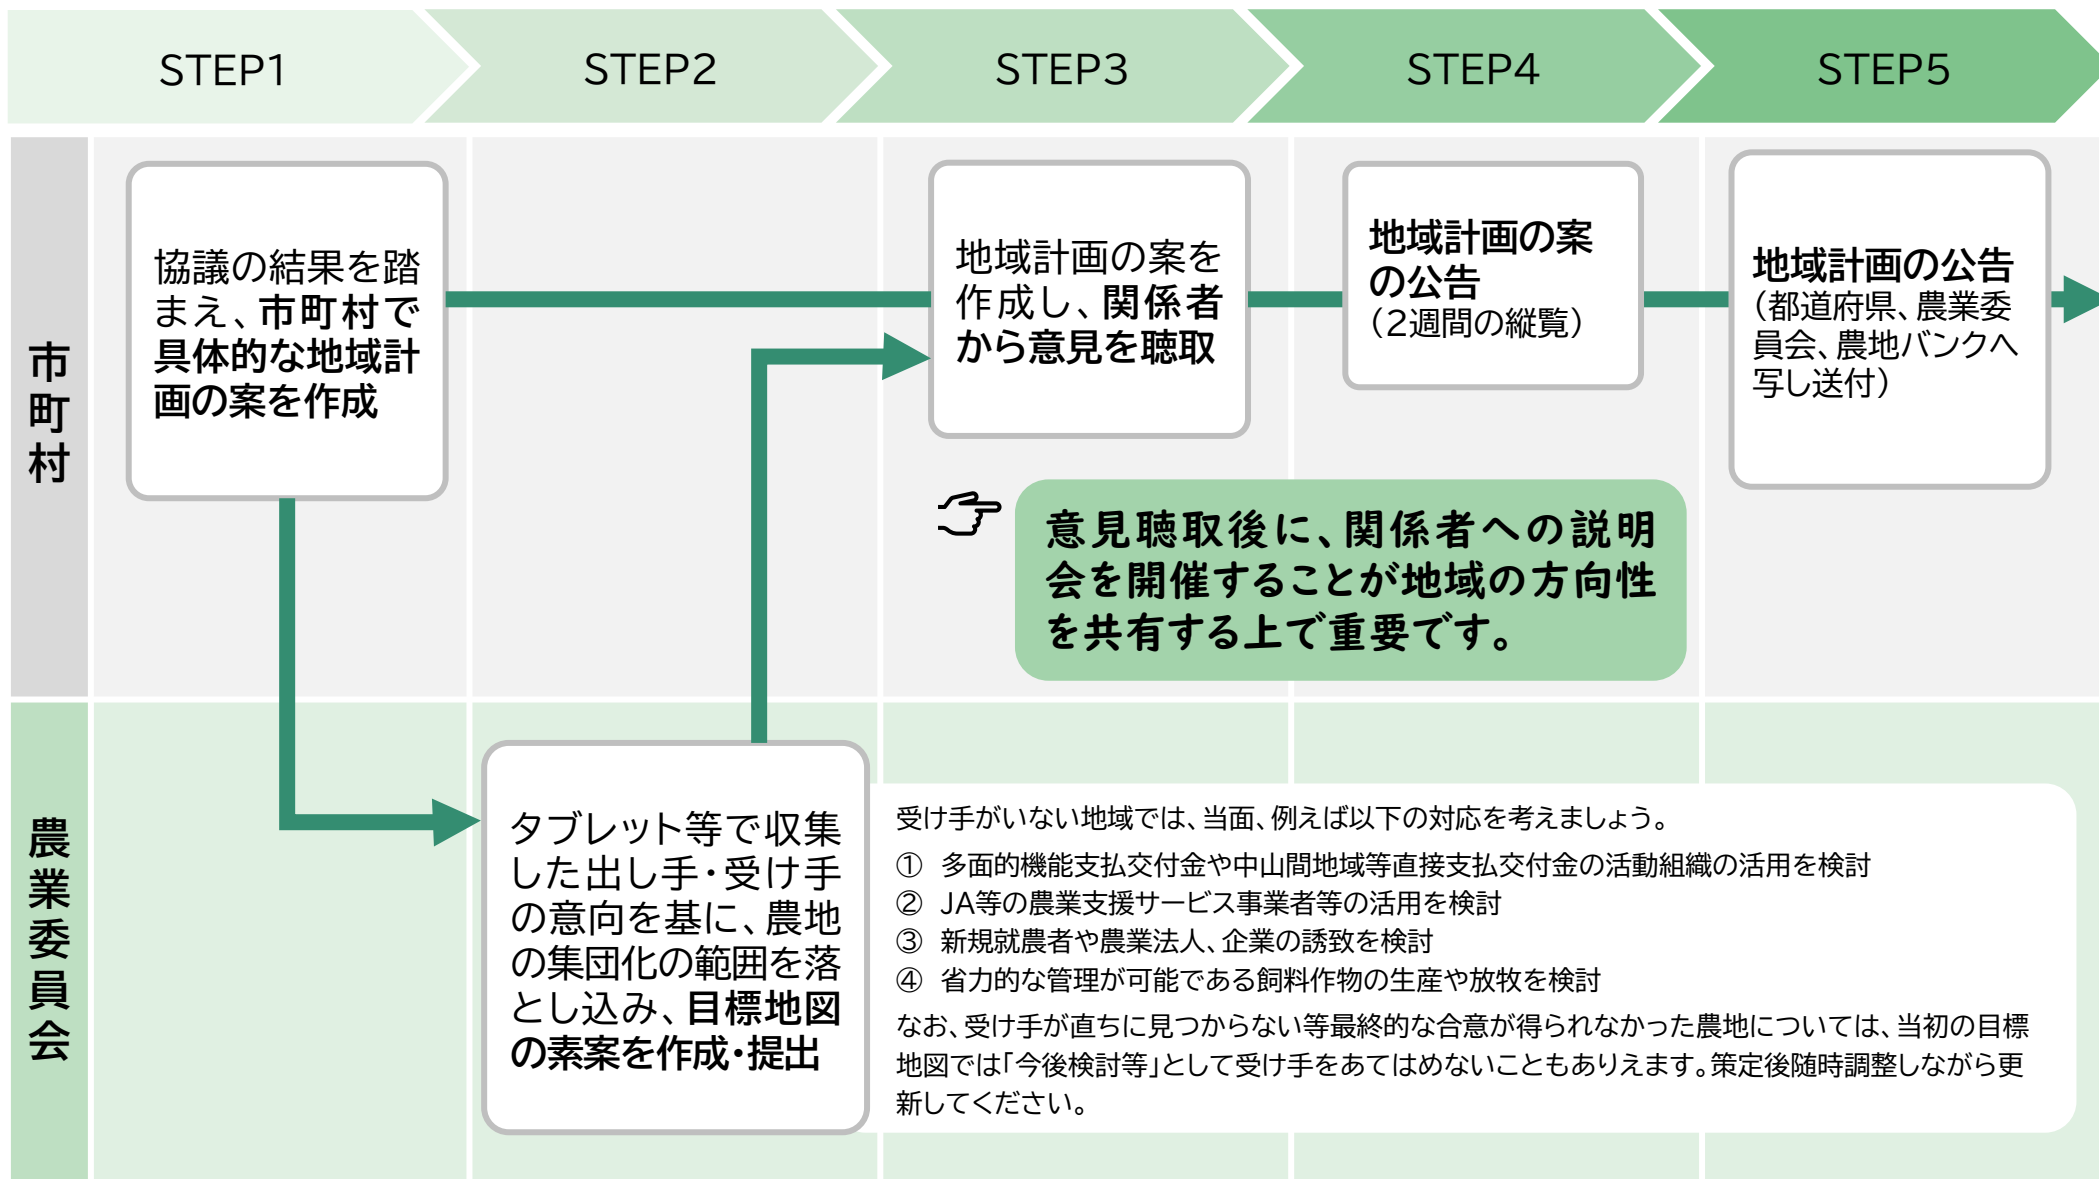 STEP1
STEP2
STEP3
STEP4
STEP5
市町村
協議の結果を踏
まえ、市町村で
具体的な地域計
画の案を作成
地域計画の案を
作成し、関係者
から意見を聴取
地域計画の案
の公告
（2週間の縦覧）
地域計画の公告
（都道府県、農業委
員会、農地バンクへ
写し送付）
意見聴取後に、関係者への説明
会を開催することが地域の方向性
を共有する上で重要です。
農業委員会
タブレット等で収集
した出し手・受け手
の意向を基に、農地
の集団化の範囲を落
とし込み、目標地図
の素案を作成・提出
受け手がいない地域では、当面、例えば以下の対応を考えましょう。
① 多面的機能支払交付金や中山間地域等直接支払交付金の活動組織の活用を検討
② JA等の農業支援サービス事業者等の活用を検討
③ 新規就農者や農業法人、企業の誘致を検討
④ 省力的な管理が可能である飼料作物の生産や放牧を検討
なお、受け手が直ちに見つからない等最終的な合意が得られなかった農地については、当初の目標
地図では「今後検討等」として受け手をあてはめないこともありえます。策定後随時調整しながら更
新してください。